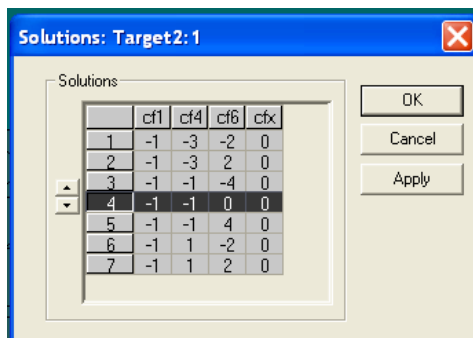 Solutions: Target2:1
Solutions
OK
Cancel
Apply
cf1 cf4 cf6 cfx
1 -1 -3 -2 0
2 -1 -3 2 0
3 -1 -1 -4 0
4 -1 -1 0 0
5 -1 -1 4 0
6 -1 1 -2 0
7 -1 1 2 0